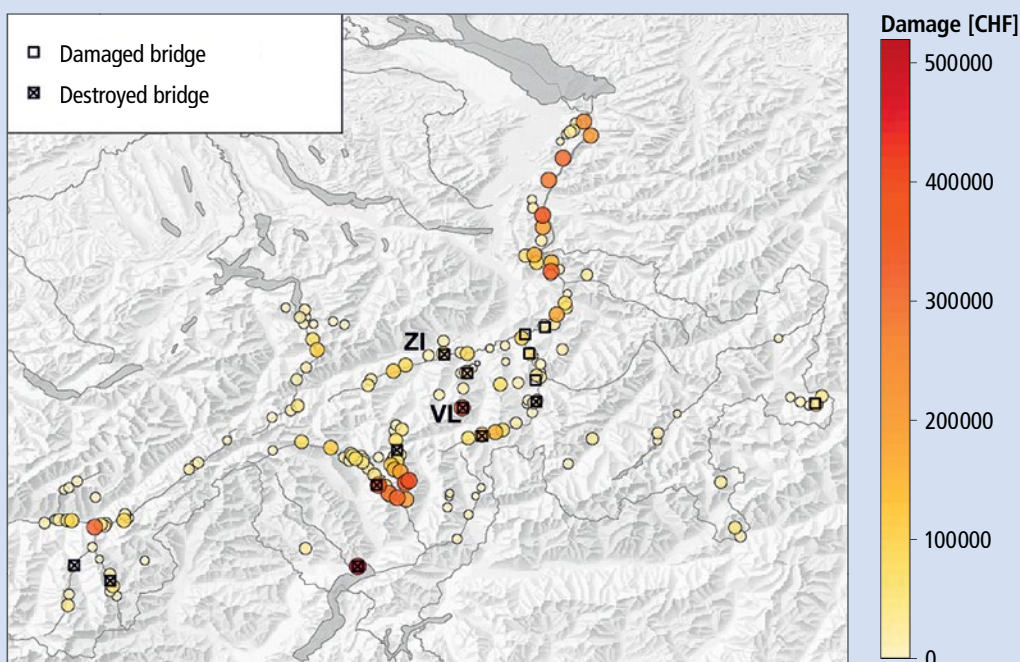 Damaged bridge
Destroyed bridge
ZI
VL
Damage [CHF]
500000
400000
300000
200000
100000
0